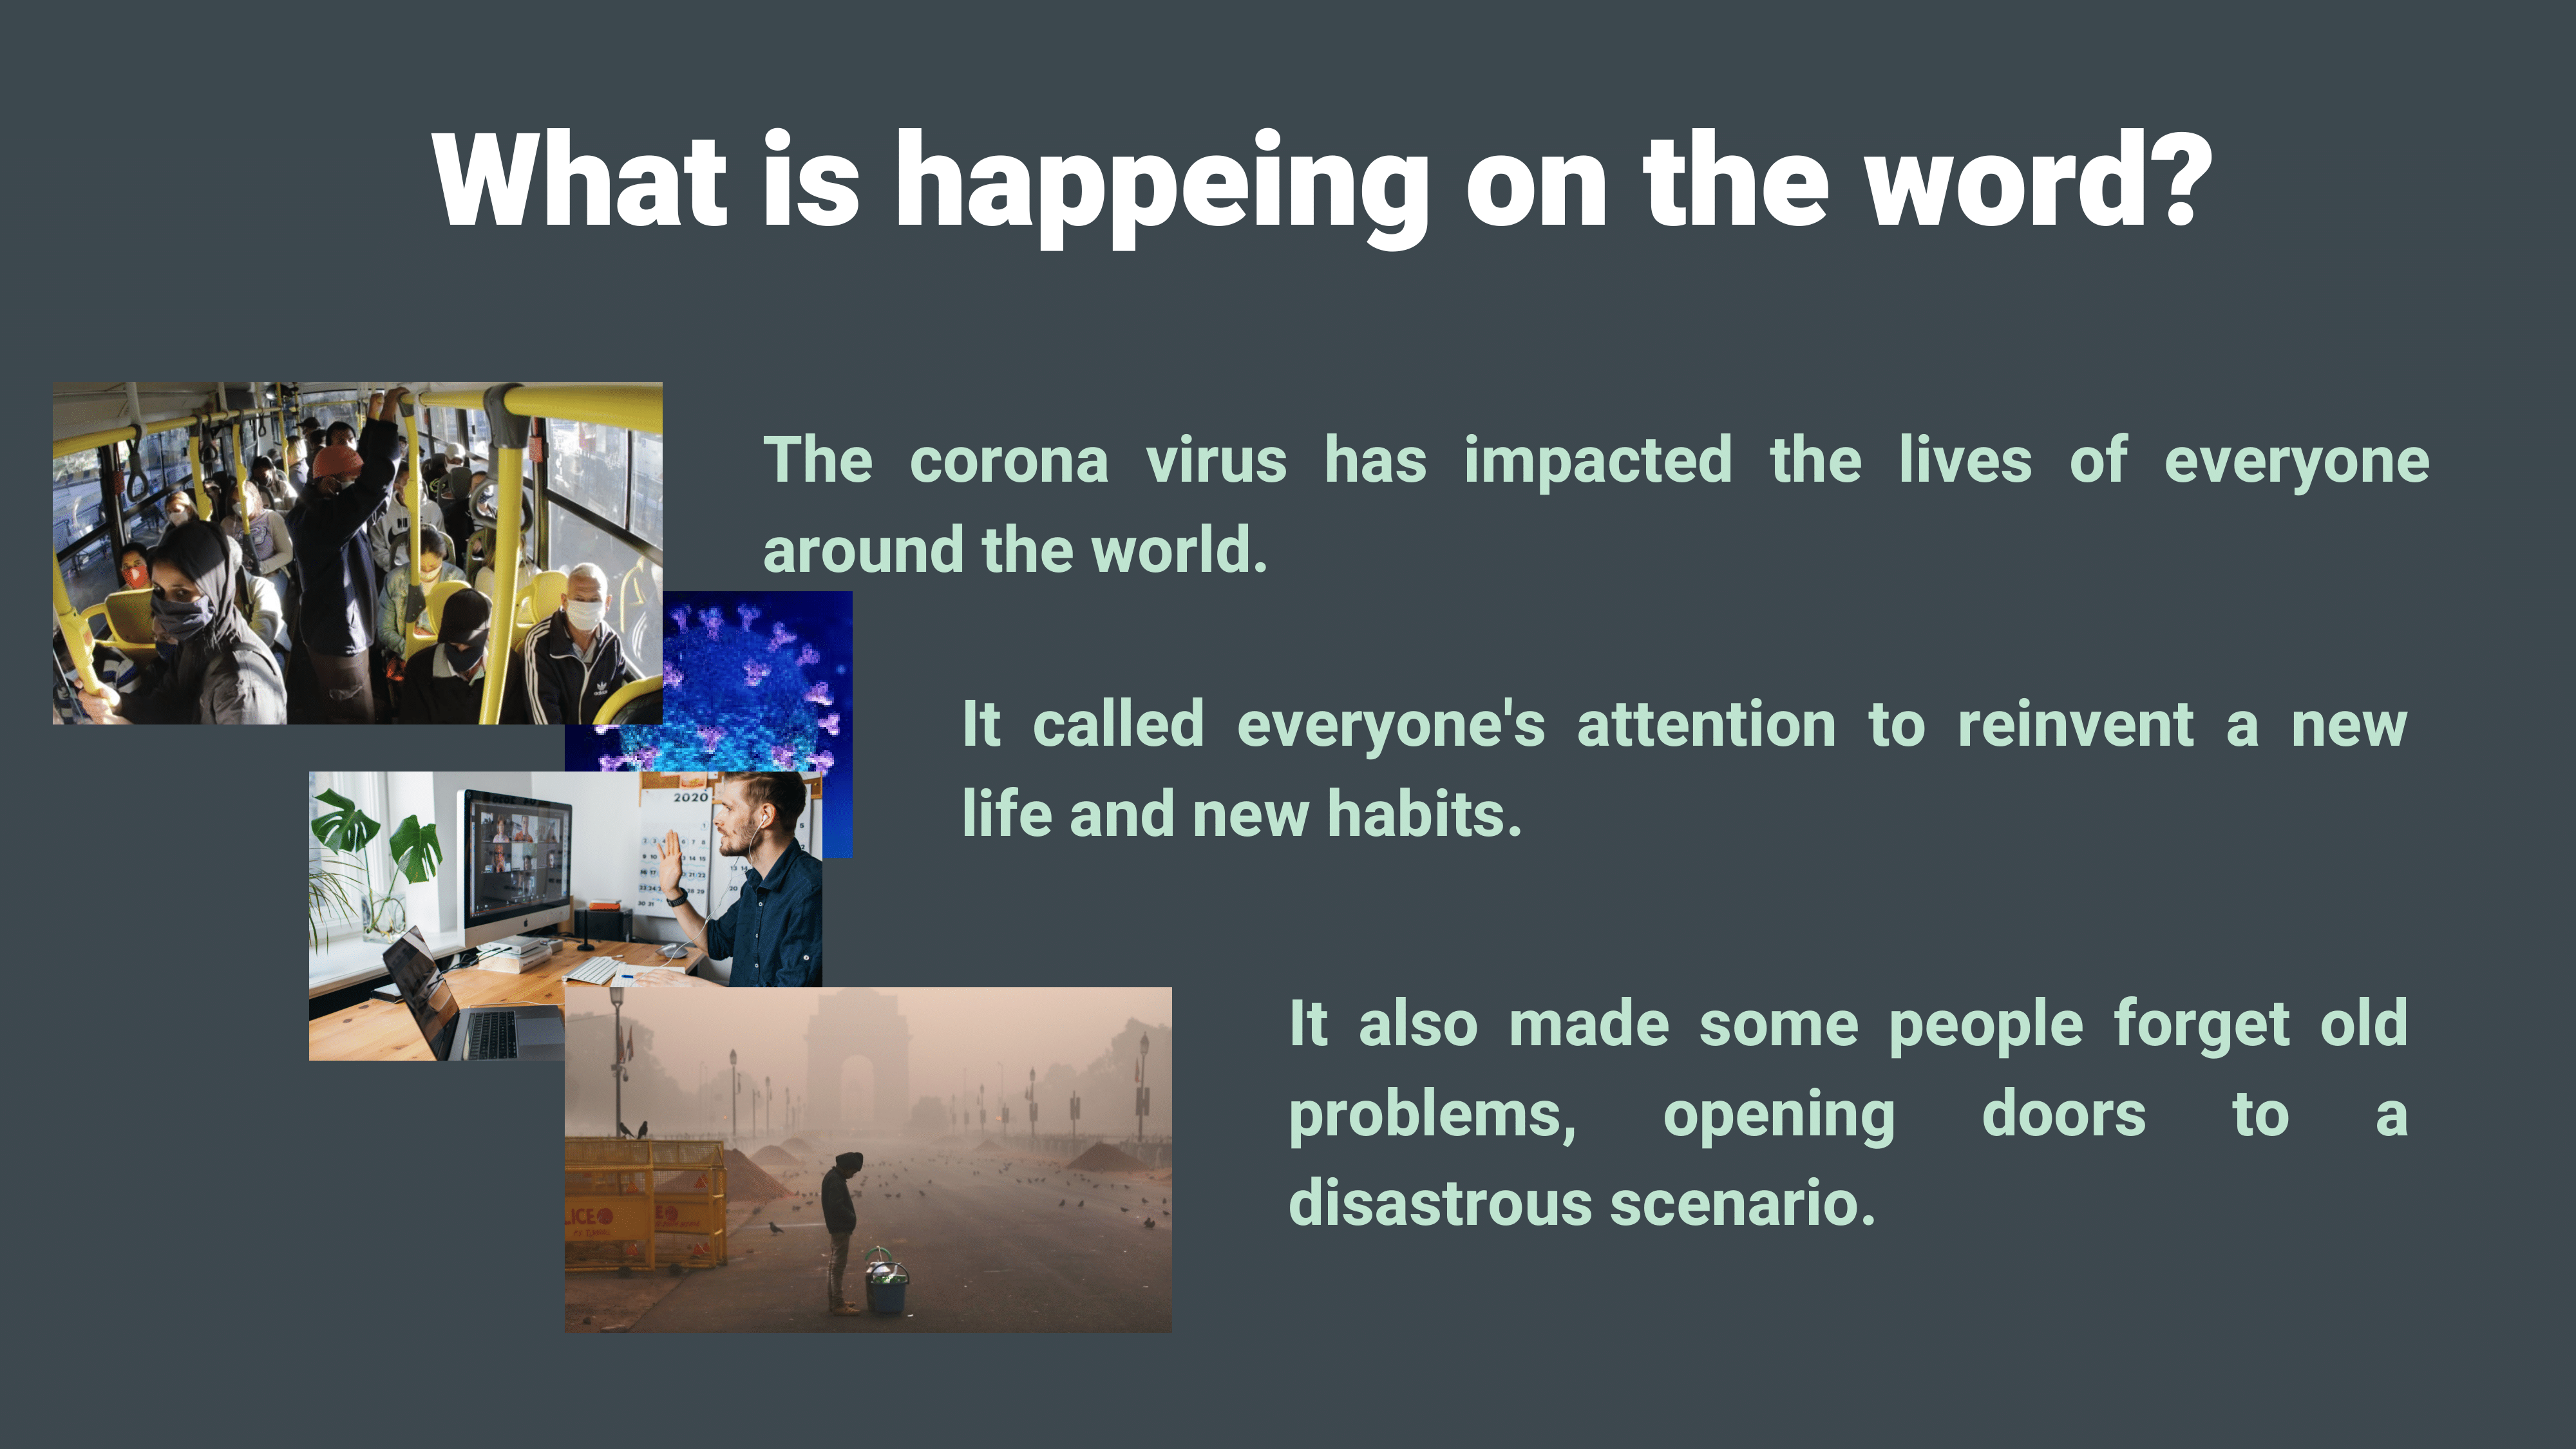 What is happeing on the word?
The corona virus has impacted the lives of everyone
around the world.
It called everyone's attention to reinvent a new
life and new habits.
2020
It also made some people forget old
problems, opening doors to a
disastrous scenario.
LICE